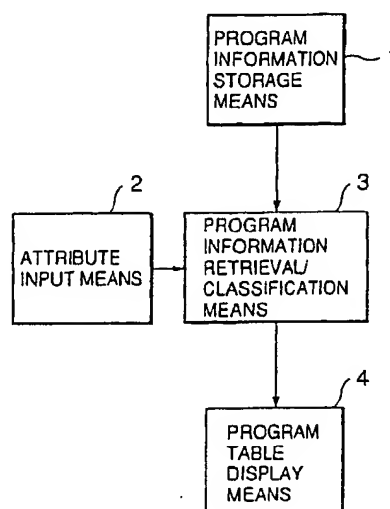 PROGRAM
INFORMATION
STORAGE
MEANS
2
ATTRIBUTE
INPUT MEANS
3
PROGRAM
INFORMATION
RETRIEVAL/
CLASSIFICATION
MEANS
4
PROGRAM
TABLE
DISPLAY
MEANS